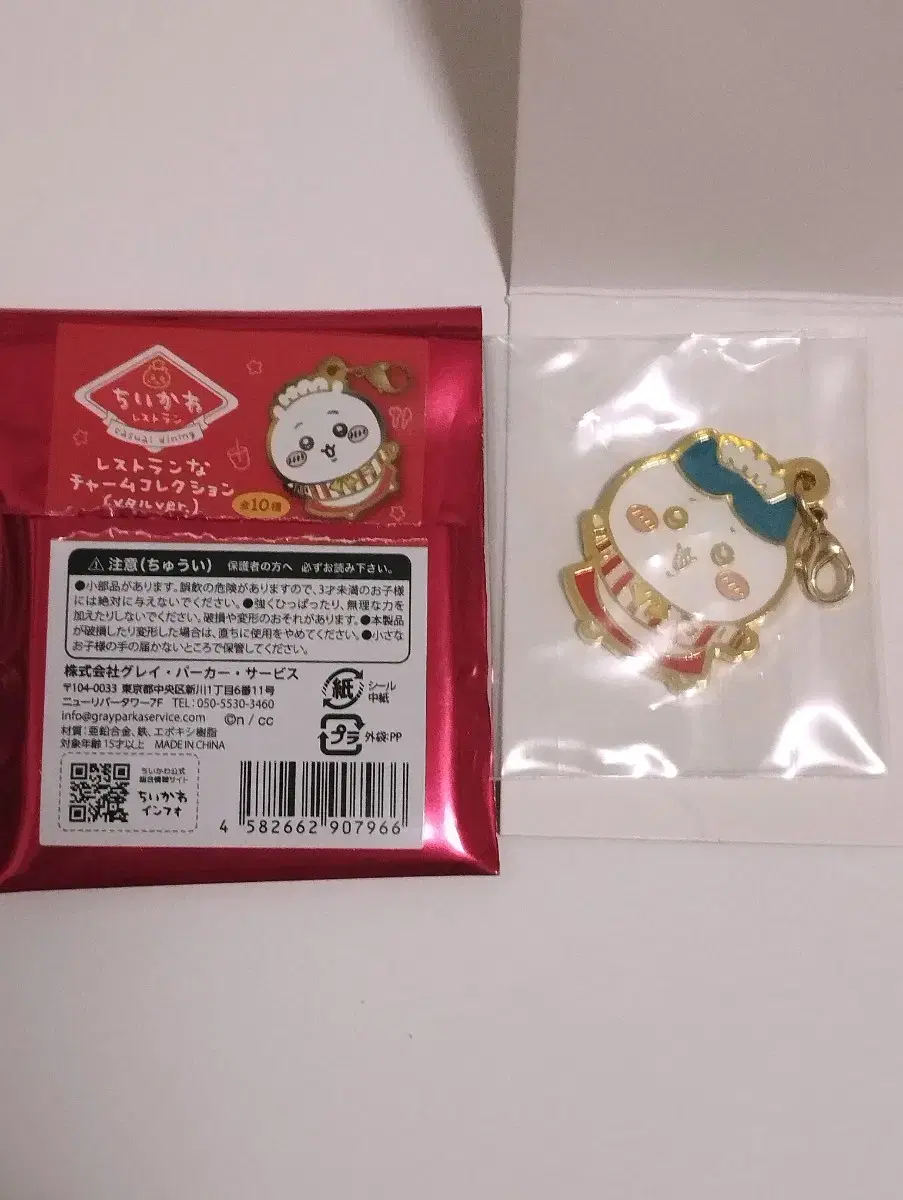 ちいかわ
レストラン
casual dining
レストランな
チャームコレクション
(メタルver.)
全10種
⚠ 注意(ちゅうい) 保護者の方へ 必ずお読み下さい。
●小部品があります。誤飲の危険がありますので、3才未満のお子様
には絶対に与えないでください。●強くひっぱったり、無理な力を
加えたりしないでください。破損や変形のおそれがあります。●本製品
が破損したり変形した場合は、直ちに使用をやめてください。●小さな
お子様の手の届かないところで保管してください。
株式会社グレイ・パーカー・サービス
〒104-0033 東京都中央区新川1丁目6番11号
ニューリバータワー7F TEL:050-5530-3460
info@grayparkaservice.com ©n / cc
材質:亜鉛合金、鉄、エポキシ樹脂
対象年齢15才以上 MADE IN CHINA
紙
シール
中紙
プラ
外袋:PP
ちいかわ公式
総合情報サイト
ちいかわ
インフォ
4 582662 907966